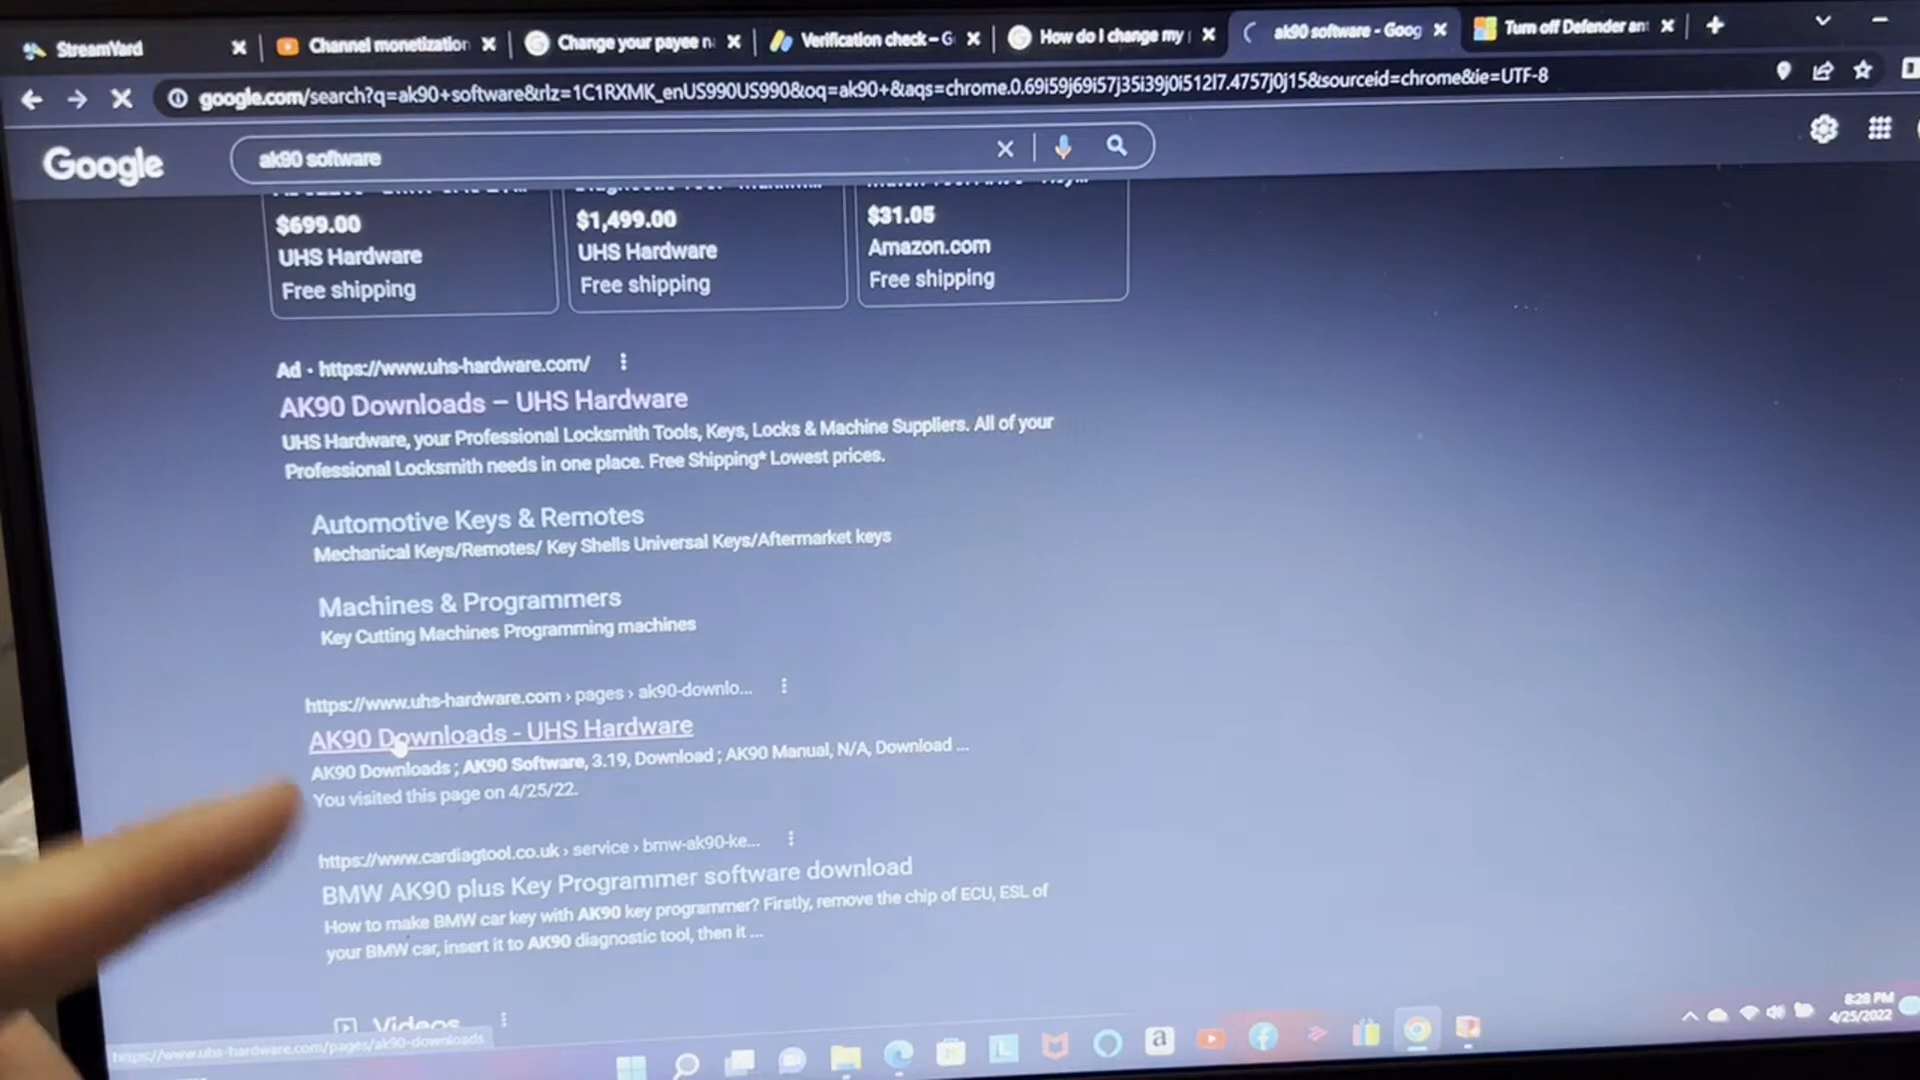 StreamYard
Channel monetization
Change your payee n
Verification check – G
How do I change my
ak90 software - Goog
Turn off Defender an
google.com/search?q=ak90+software&rlz=1C1RXMK_enUS990US990&oq=ak90+&aqs=chrome.0.69i59j69i57j35i39j0i512l7.4757j0j15&sourceid=chrome&ie=UTF-8
Google
ak90 software
$699.00
UHS Hardware
Free shipping
$1,499.00
UHS Hardware
Free shipping
$31.05
Amazon.com
Free shipping
Ad · https://www.uhs-hardware.com/
AK90 Downloads – UHS Hardware
UHS Hardware, your Professional Locksmith Tools, Keys, Locks & Machine Suppliers. All of your
Professional Locksmith needs in one place. Free Shipping* Lowest prices.
Automotive Keys & Remotes
Mechanical Keys/Remotes/ Key Shells Universal Keys/Aftermarket keys
Machines & Programmers
Key Cutting Machines Programming machines
https://www.uhs-hardware.com › pages › ak90-downlo...
AK90 Downloads - UHS Hardware
AK90 Downloads ; AK90 Software, 3.19, Download ; AK90 Manual, N/A, Download ...
You visited this page on 4/25/22.
https://www.cardiagtool.co.uk › service › bmw-ak90-ke...
BMW AK90 plus Key Programmer software download
How to make BMW car key with AK90 key programmer? Firstly, remove the chip of ECU, ESL of
your BMW car, insert it to AK90 diagnostic tool, then it ...
Videos
https://www.uhs-hardware.com/pages/ak90-downloads
8:28 PM
4/25/2022